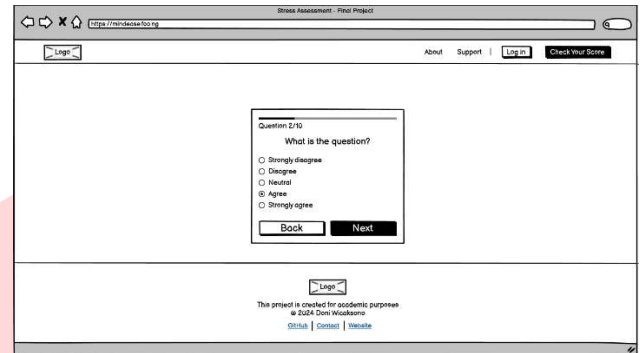 Stress Assessment - Final Project
https://mindease.foo.ng
Logo
About Support | Log in Check Your Score
Question 2/10
What is the question?
Strongly disagree
Disagree
Neutral
Agree
Strongly agree
Back Next
Logo
This project is created for academic purposes
© 2024 Doni Wicaksono
GitHub | Contact | Website